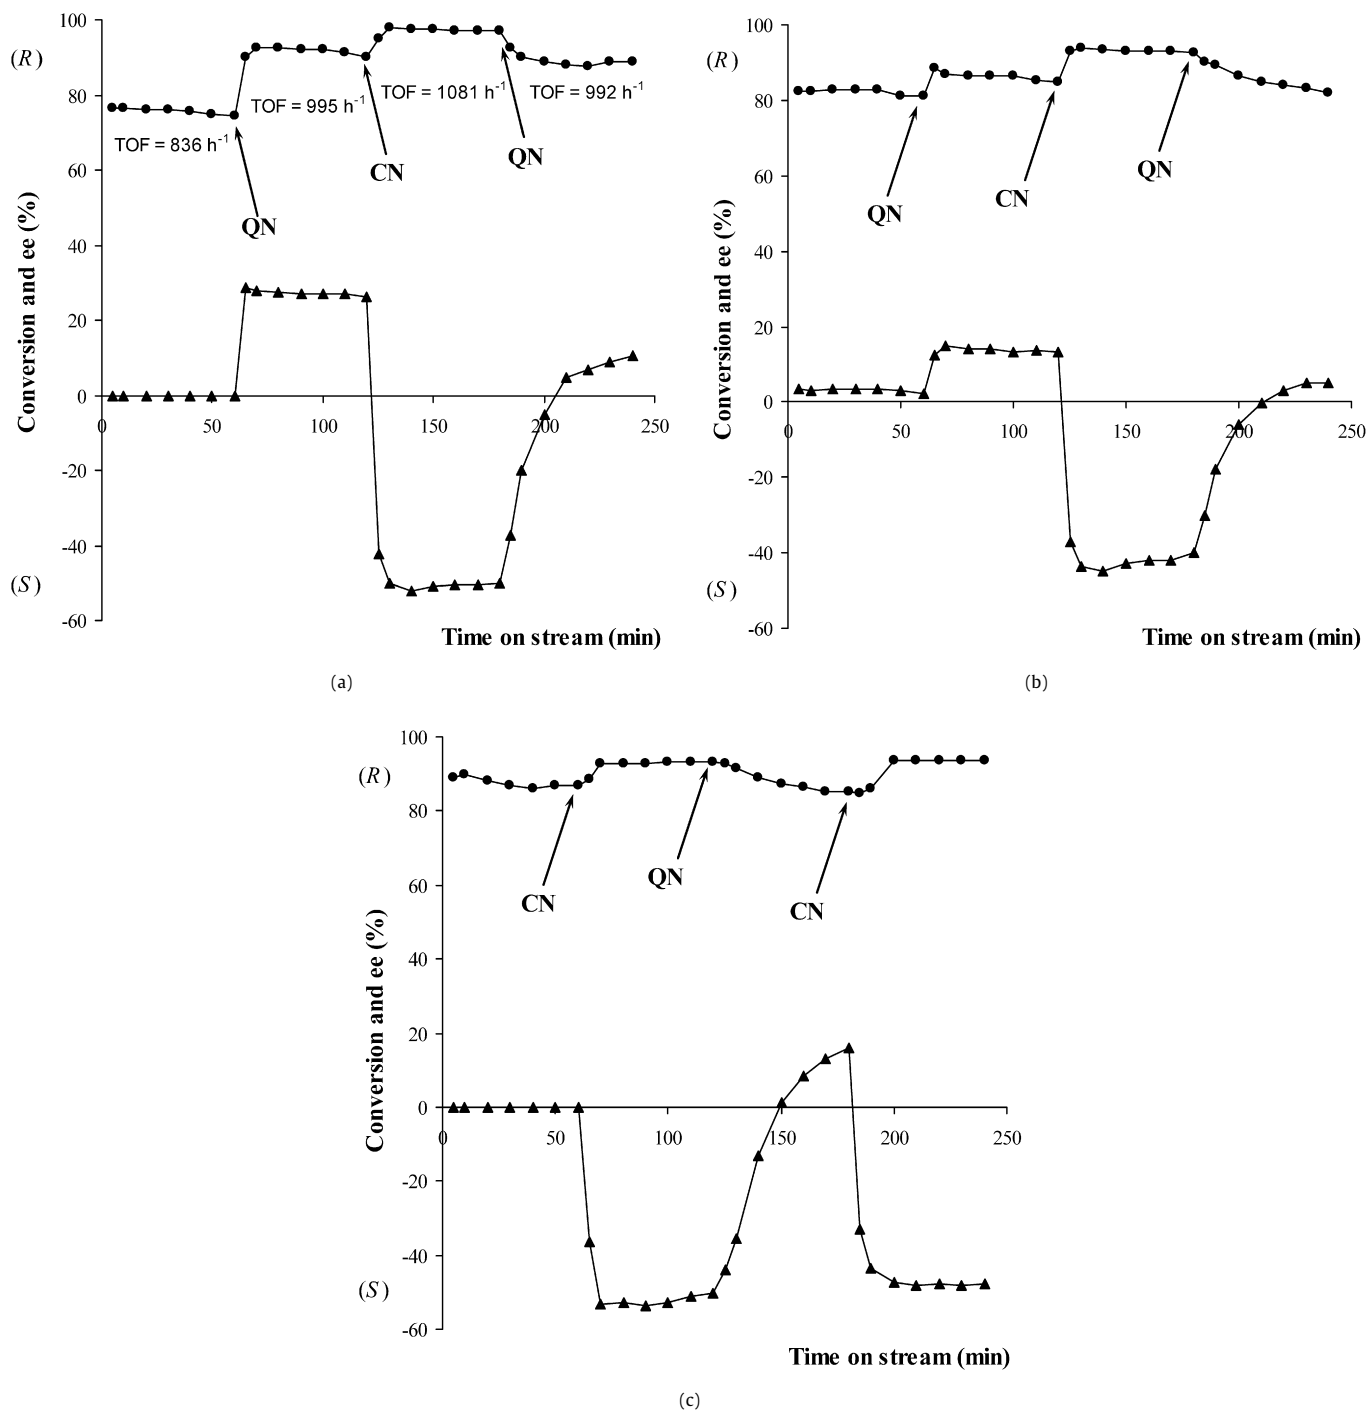 100
(R)
80
60
40
20
0
-20
-40
(S)
-60
0
50
100
150
200
250
Conversion and ee (%)
TOF = 836 h-1
TOF = 995 h-1
TOF = 1081 h-1
TOF = 992 h-1
QN
CN
QN
Time on stream (min)
(a)
100
(R)
80
60
40
20
0
-20
-40
(S)
-60
0
50
100
150
200
250
Conversion and ee (%)
QN
CN
QN
Time on stream (min)
(b)
100
(R)
80
60
40
20
0
-20
-40
(S)
-60
0
50
100
150
200
250
Conversion and ee (%)
CN
QN
CN
Time on stream (min)
(c)